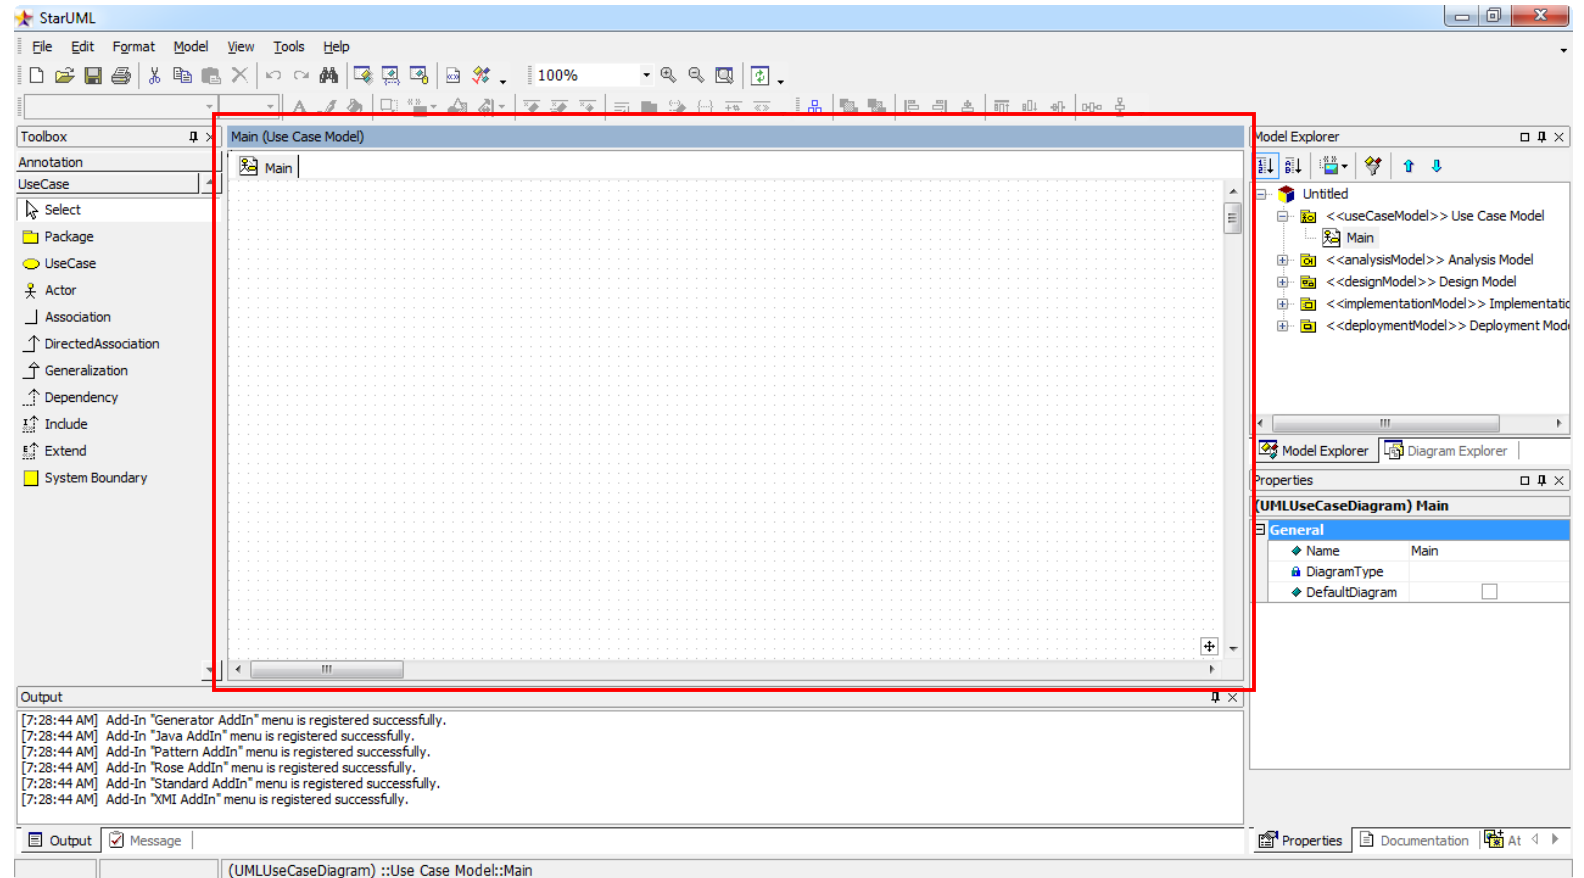 StarUML
File Edit Format Model View Tools Help
100%
Toolbox
Annotation
UseCase
Select
Package
UseCase
Actor
Association
DirectedAssociation
Generalization
Dependency
Include
Extend
System Boundary
Main (Use Case Model)
Main
Model Explorer
Untitled
<<useCaseModel>> Use Case Model
Main
<<analysisModel>> Analysis Model
<<designModel>> Design Model
<<implementationModel>> Implementatio
<<deploymentModel>> Deployment Mod
Model Explorer Diagram Explorer
Properties
(UMLUseCaseDiagram) Main
General
Name Main
DiagramType
DefaultDiagram
Output
[7:28:44 AM] Add-In "Generator AddIn" menu is registered successfully.
[7:28:44 AM] Add-In "Java AddIn" menu is registered successfully.
[7:28:44 AM] Add-In "Pattern AddIn" menu is registered successfully.
[7:28:44 AM] Add-In "Rose AddIn" menu is registered successfully.
[7:28:44 AM] Add-In "Standard AddIn" menu is registered successfully.
[7:28:44 AM] Add-In "XMI AddIn" menu is registered successfully.
Output Message
Properties Documentation At
(UMLUseCaseDiagram) ::Use Case Model::Main